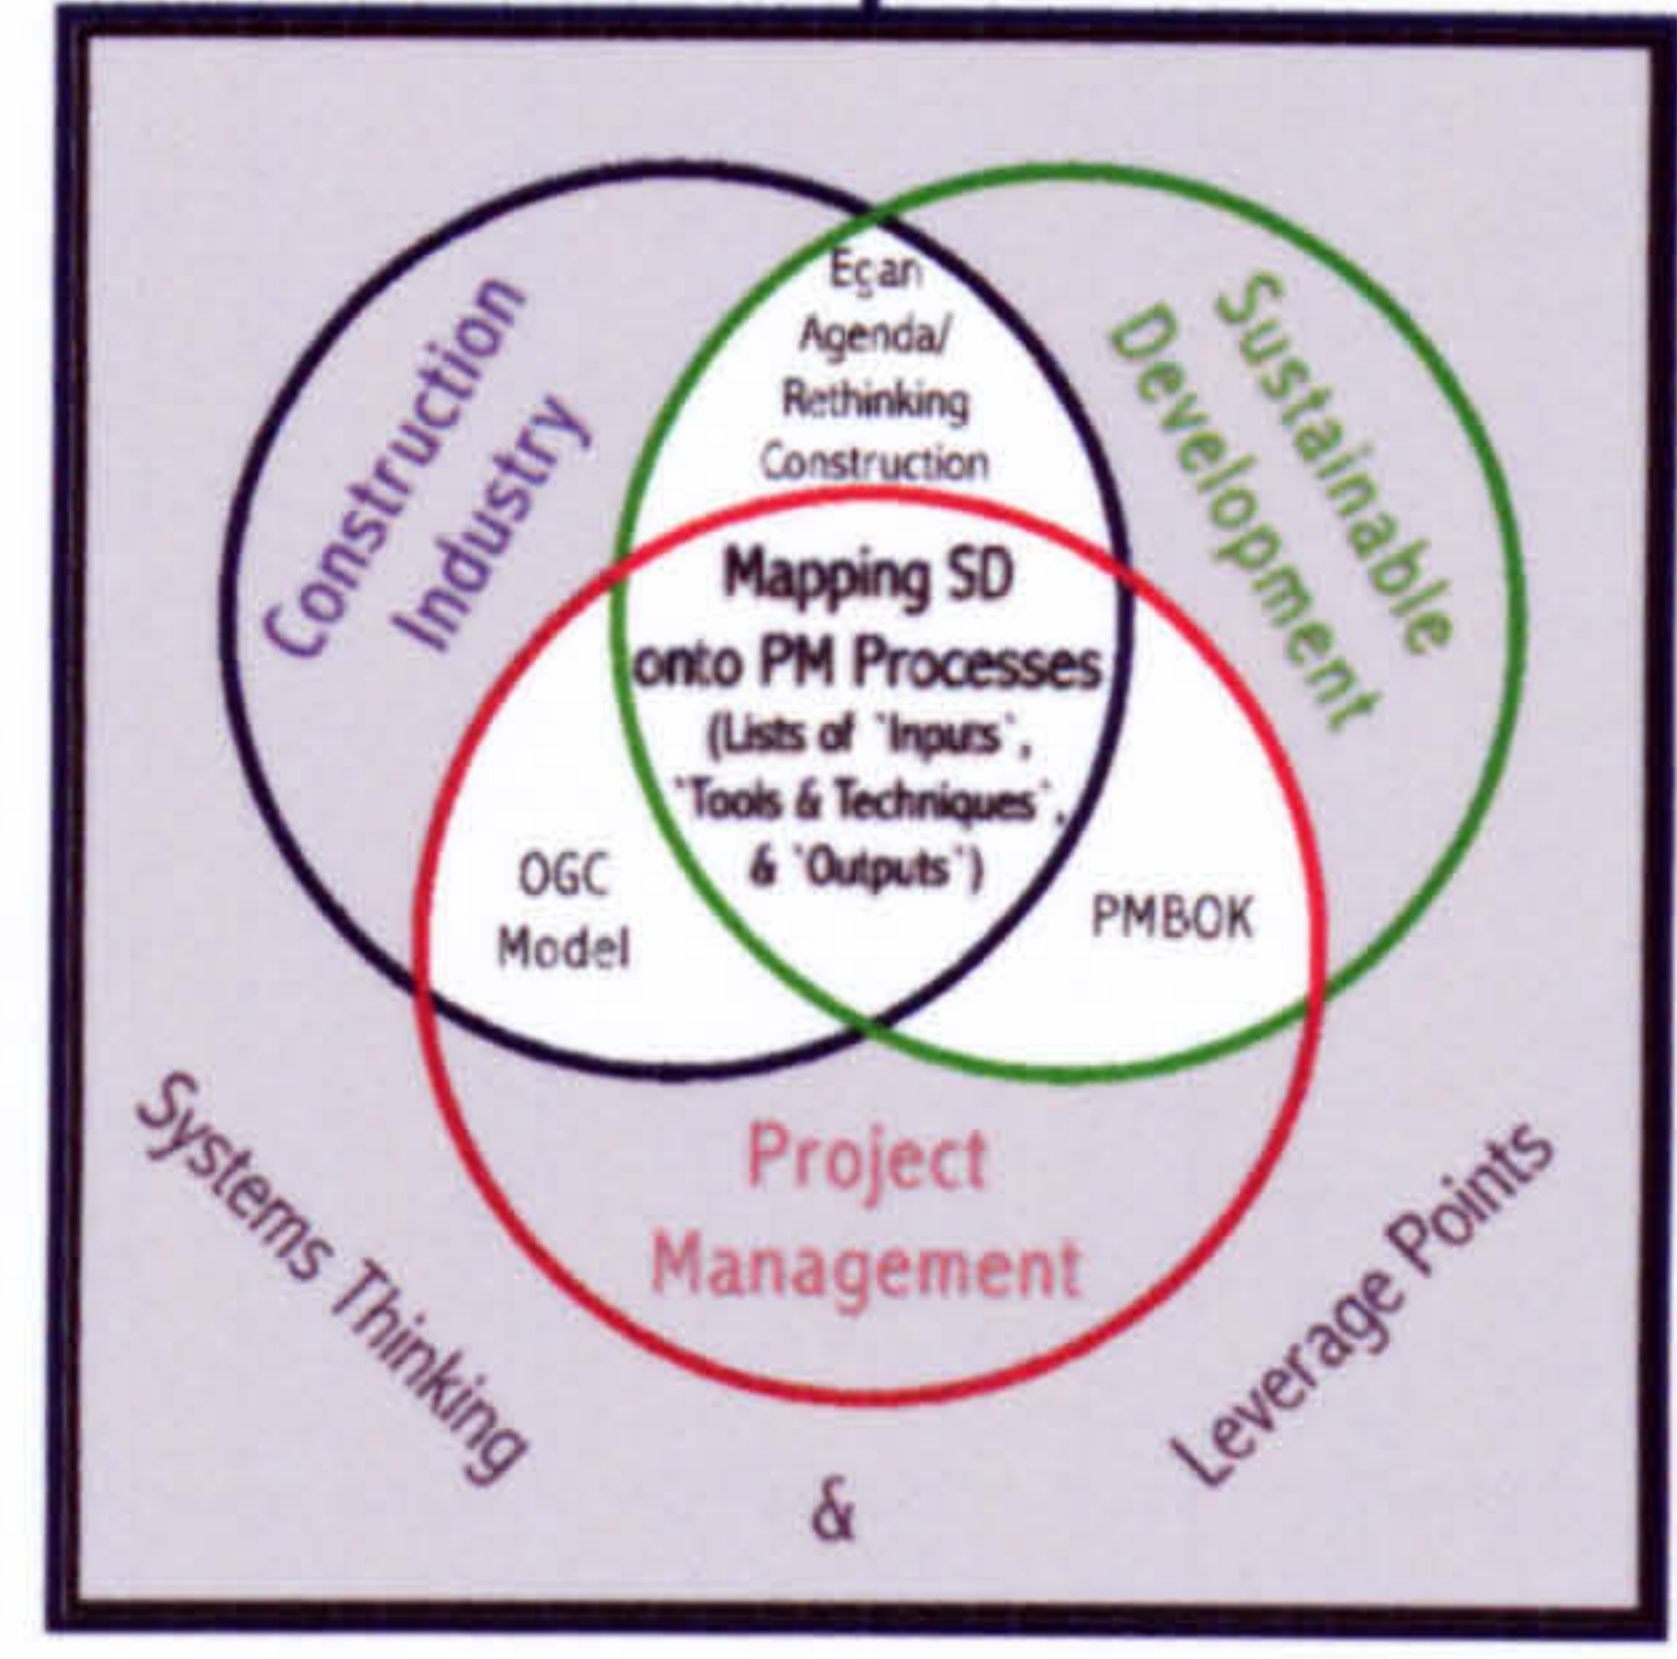 Construction
Industry
Sustainable
Development
Egan
Agenda/
Rethinking
Construction
Mapping SD
onto PM Processes
(Lists of `Inputs`,
`Tools & Techniques`,
& `Outputs`)
OGC
Model
PMBOK
Project
Management
Systems Thinking
&
Leverage Points